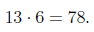 13 · 6 = 78.